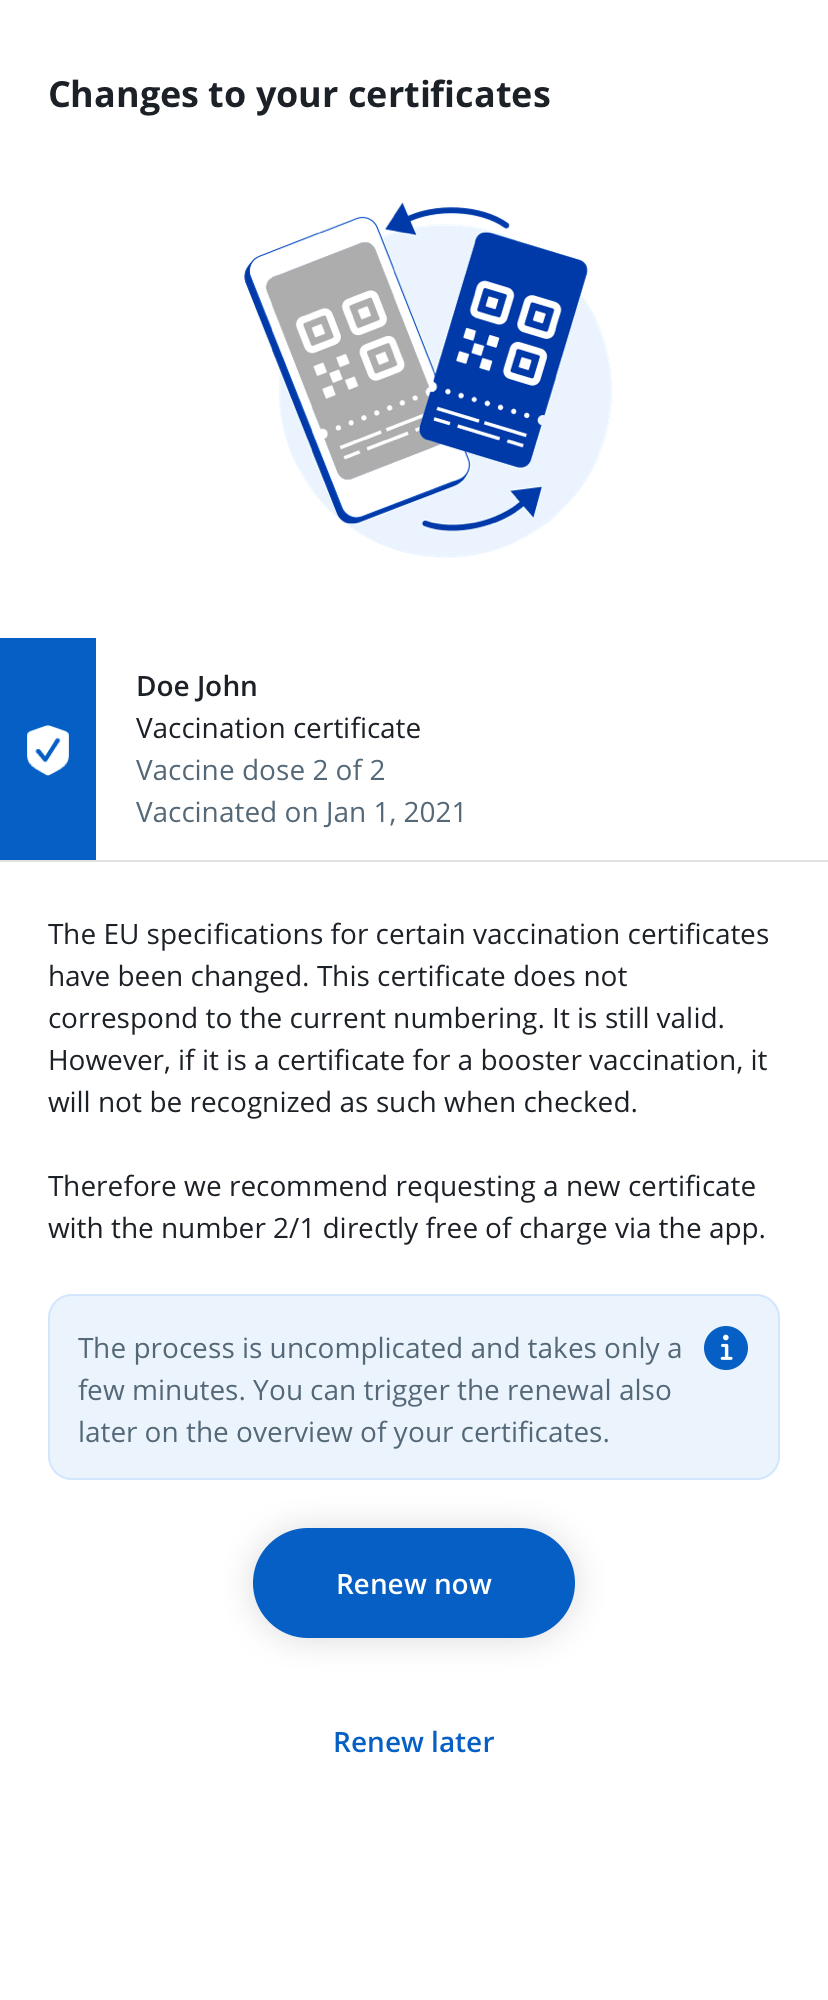 Changes to your certificates
Doe John
Vaccination certificate
Vaccine dose 2 of 2
Vaccinated on Jan 1, 2021
The EU specifications for certain vaccination certificates
have been changed. This certificate does not
correspond to the current numbering. It is still valid.
However, if it is a certificate for a booster vaccination, it
will not be recognized as such when checked.
Therefore we recommend requesting a new certificate
with the number 2/1 directly free of charge via the app.
The process is uncomplicated and takes only a
few minutes. You can trigger the renewal also
later on the overview of your certificates.
Renew now
Renew later